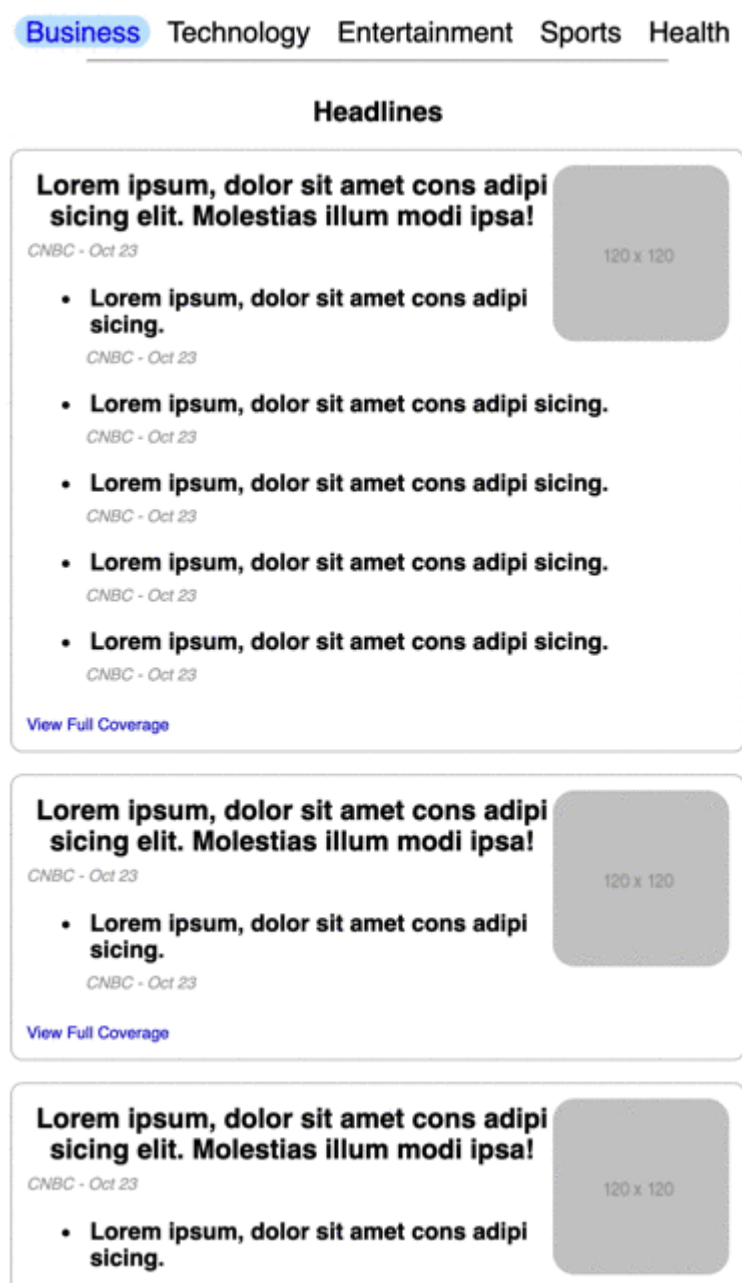 Business Technology Entertainment Sports Health
Headlines
Lorem ipsum, dolor sit amet cons adipi
sicing elit. Molestias illum modi ipsa!
CNBC - Oct 23
120 x 120
• Lorem ipsum, dolor sit amet cons adipi
sicing.
CNBC - Oct 23
• Lorem ipsum, dolor sit amet cons adipi sicing.
CNBC - Oct 23
• Lorem ipsum, dolor sit amet cons adipi sicing.
CNBC - Oct 23
• Lorem ipsum, dolor sit amet cons adipi sicing.
CNBC - Oct 23
• Lorem ipsum, dolor sit amet cons adipi sicing.
CNBC - Oct 23
View Full Coverage
Lorem ipsum, dolor sit amet cons adipi
sicing elit. Molestias illum modi ipsa!
CNBC - Oct 23
120 x 120
• Lorem ipsum, dolor sit amet cons adipi
sicing.
CNBC - Oct 23
View Full Coverage
Lorem ipsum, dolor sit amet cons adipi
sicing elit. Molestias illum modi ipsa!
CNBC - Oct 23
120 x 120
• Lorem ipsum, dolor sit amet cons adipi
sicing.